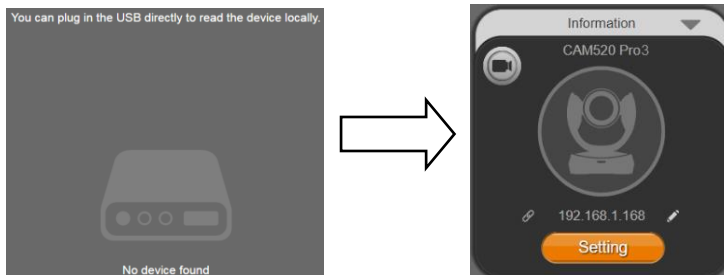 You can plug in the USB directly to read the device locally.
No device found
Information
CAM520 Pro3
192.168.1.168
Setting